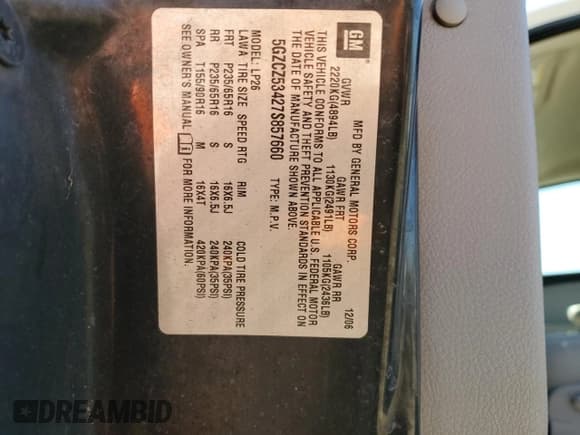 GM
MFD BY GENERAL MOTORS CORP.
12/06
GVWR GAWR FRT GAWR RR
2220KG(4894LB) 1130KG(2491LB) 1105KG(2436LB)
THIS VEHICLE CONFORMS TO ALL APPLICABLE U.S. FEDERAL MOTOR
VEHICLE SAFETY AND THEFT PREVENTION STANDARDS IN EFFECT ON
THE DATE OF MANUFACTURE SHOWN ABOVE.
5GZCZ53427S857660 TYPE: M.P.V.
MODEL: LP26
LAWA TIRE SIZE SPEED RTG RIM COLD TIRE PRESSURE
FRT P235/65R16 S 16X6.5J 240KPA(35PSI)
RR P235/65R16 S 16X6.5J 240KPA(35PSI)
SPA T155/90R16 M 16X4T 420KPA(60PSI)
SEE OWNER'S MANUAL FOR MORE INFORMATION.
DREAMBID